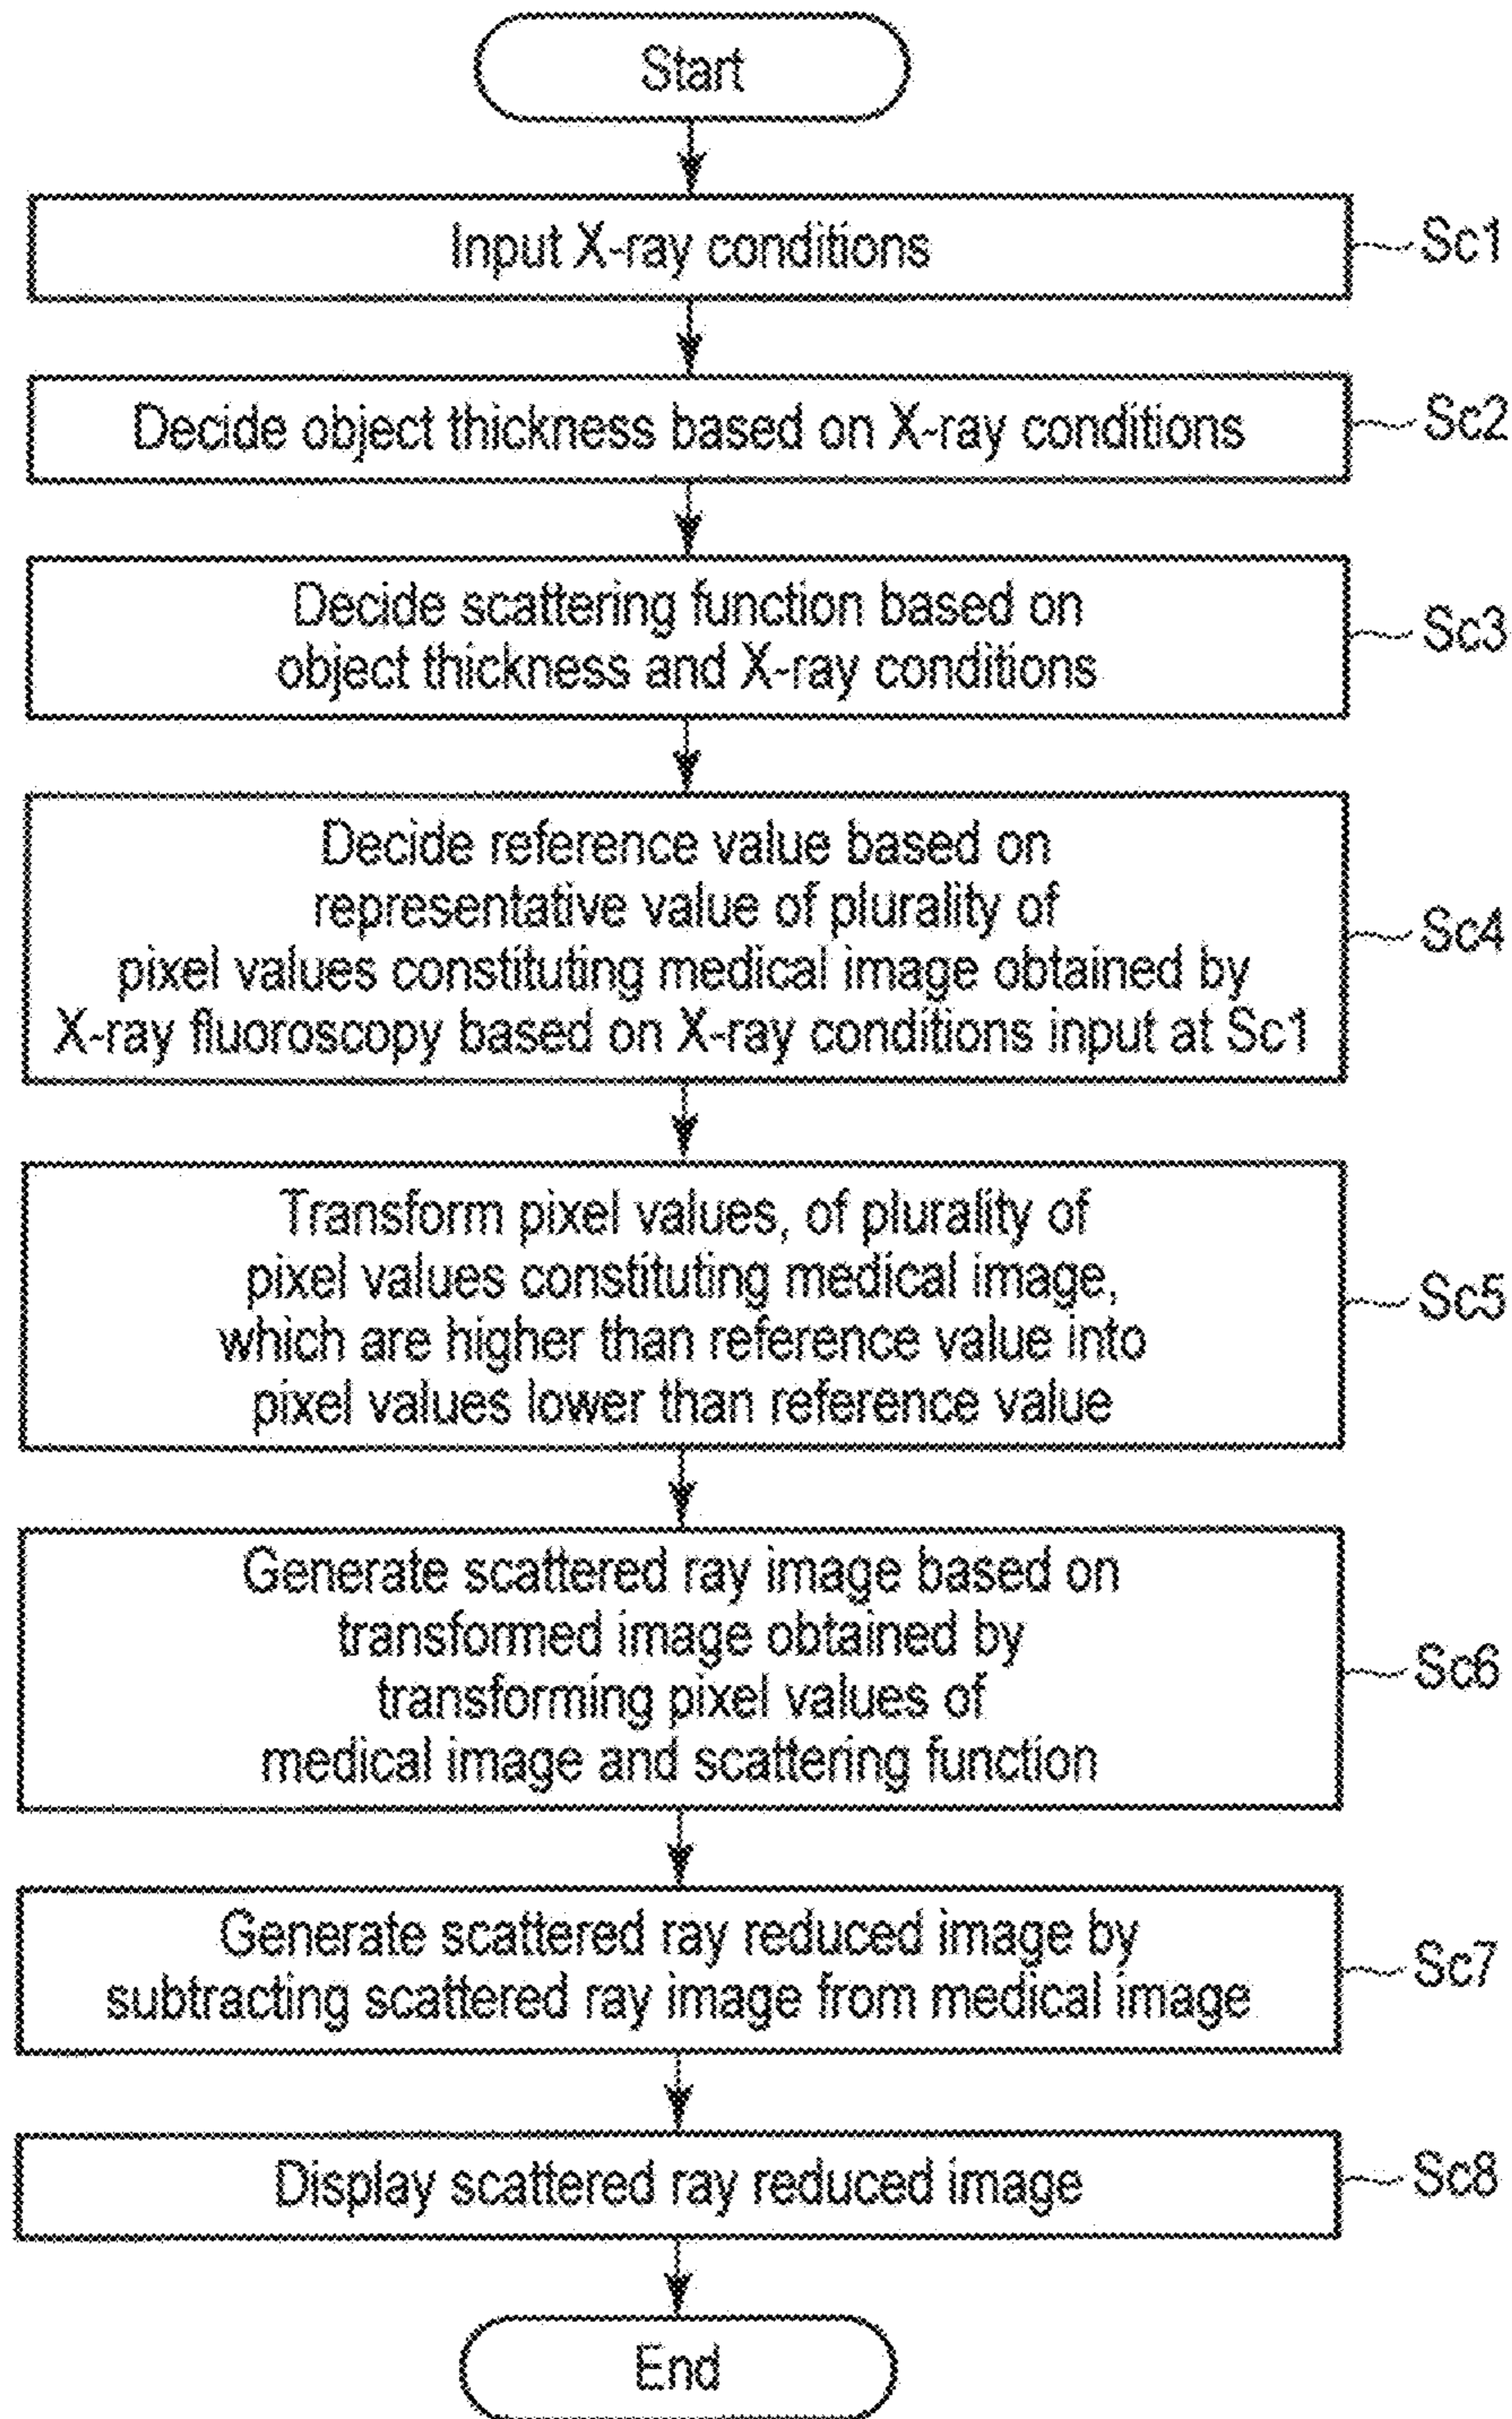 Start
Input X-ray conditions
Sc1
Decide object thickness based on X-ray conditions
Sc2
Decide scattering function based on
object thickness and X-ray conditions
Sc3
Decide reference value based on
representative value of plurality of
pixel values constituting medical image obtained by
X-ray fluoroscopy based on X-ray conditions input at Sc1
Sc4
Transform pixel values, of plurality of
pixel values constituting medical image,
which are higher than reference value into
pixel values lower than reference value
Sc5
Generate scattered ray image based on
transformed image obtained by
transforming pixel values of
medical image and scattering function
Sc6
Generate scattered ray reduced image by
subtracting scattered ray image from medical image
Sc7
Display scattered ray reduced image
Sc8
End